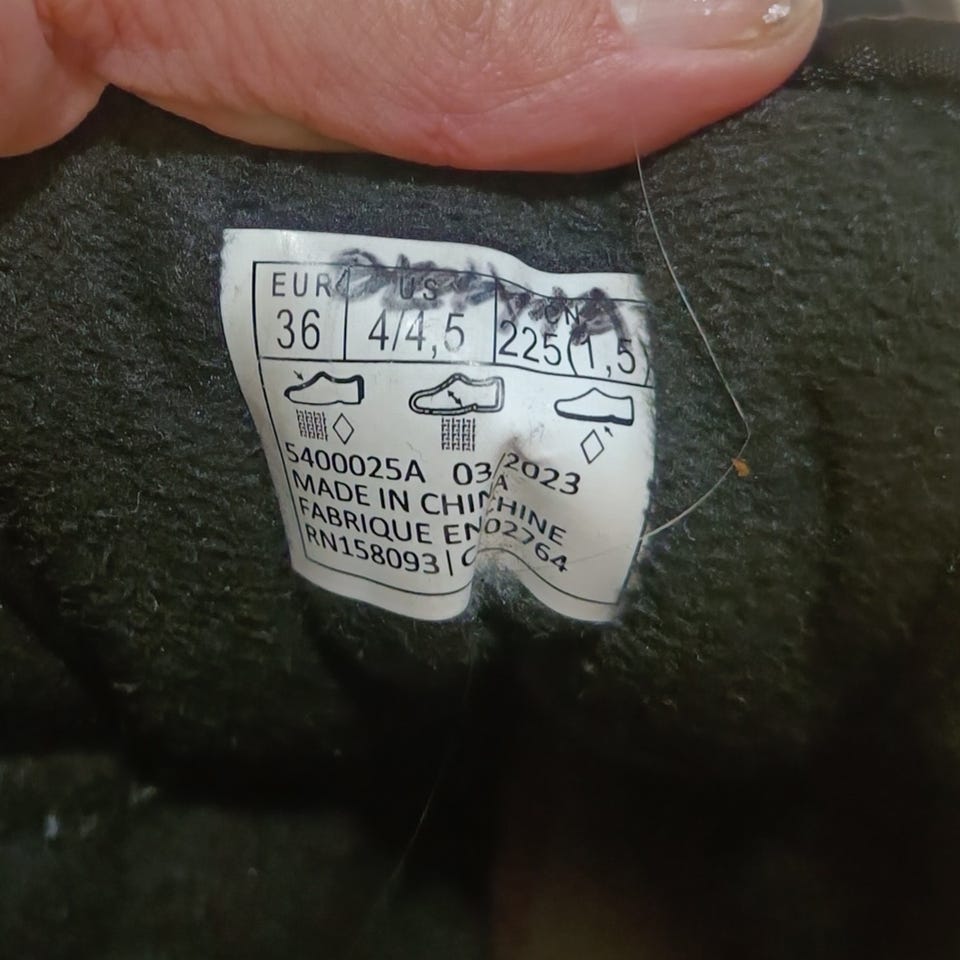 EUR US CN
36 4/4,5 225(1,5)
5400025A 03/2023
MADE IN CHINA
FABRIQUE EN CHINE
RN158093 | 02764